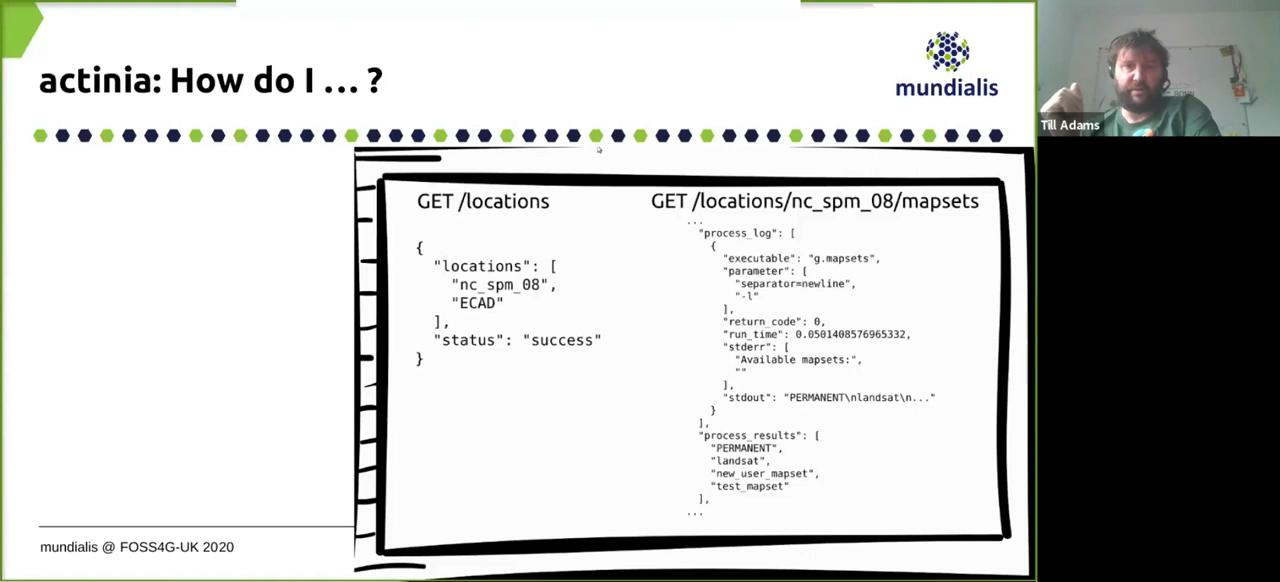 actinia: How do I ... ?
mundialis
Till Adams
GET /locations
{
"locations": [
"nc_spm_08",
"ECAD"
],
"status": "success"
}
GET /locations/nc_spm_08/mapsets
...
"process_log": [
{
"executable": "g.mapsets",
"parameter": [
"separator=newline",
"-l"
],
"return_code": 0,
"run_time": 0.0501408576965332,
"stderr": [
"Available mapsets:",
""
],
"stdout": "PERMANENT\nlandsat\n..."
}
],
"process_results": [
"PERMANENT",
"landsat",
"new_user_mapset",
"test_mapset"
],
...
mundialis @ FOSS4G-UK 2020